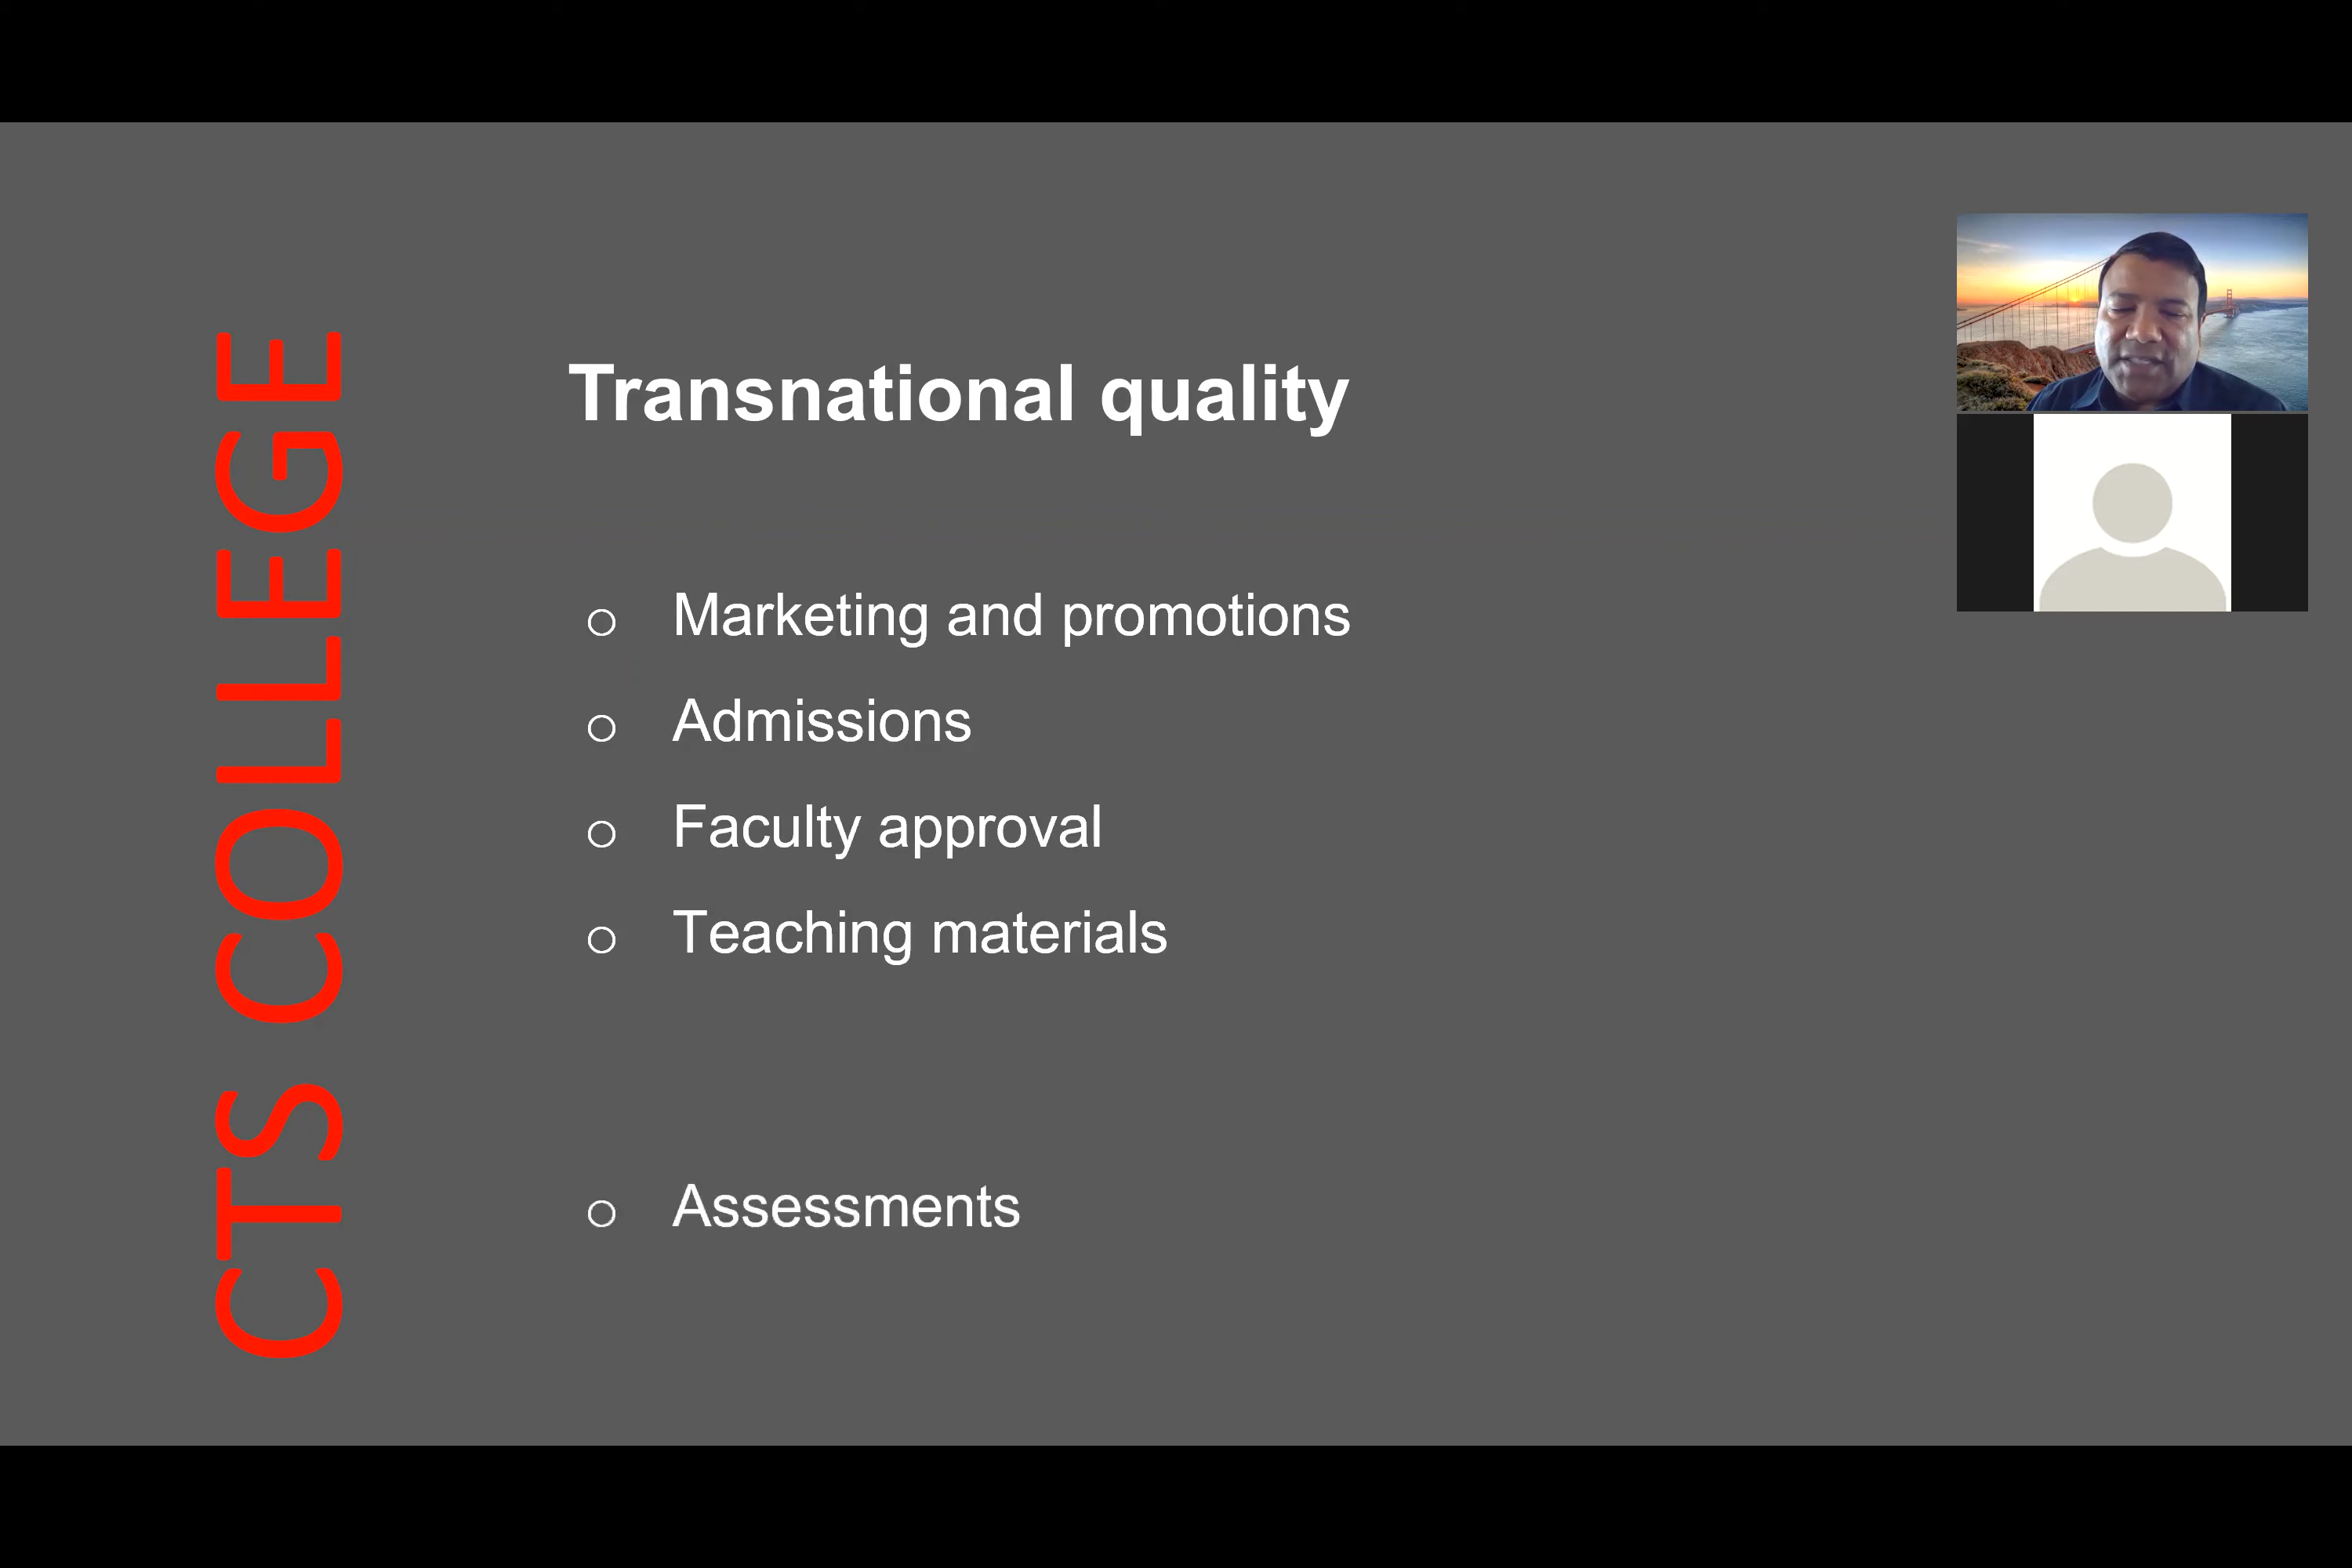 CTS COLLEGE
Transnational quality
Marketing and promotions
Admissions
Faculty approval
Teaching materials
Assessments